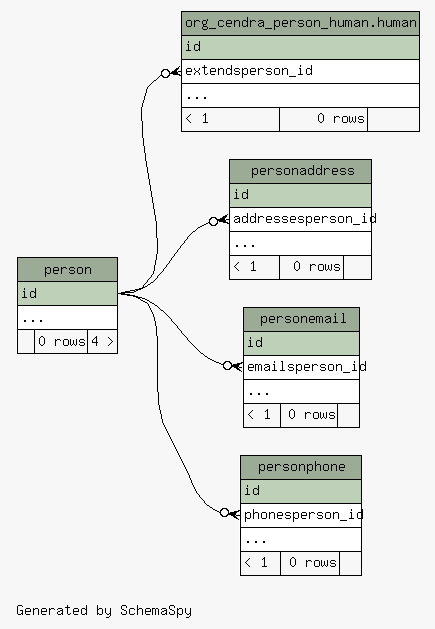 org_cendra_person_human.human
id
extendsperson_id
...
< 1 0 rows
personaddress
id
addressesperson_id
...
< 1 0 rows
person
id
...
0 rows 4 >
personemail
id
emailsperson_id
...
< 1 0 rows
personphone
id
phonesperson_id
...
< 1 0 rows
Generated by SchemaSpy